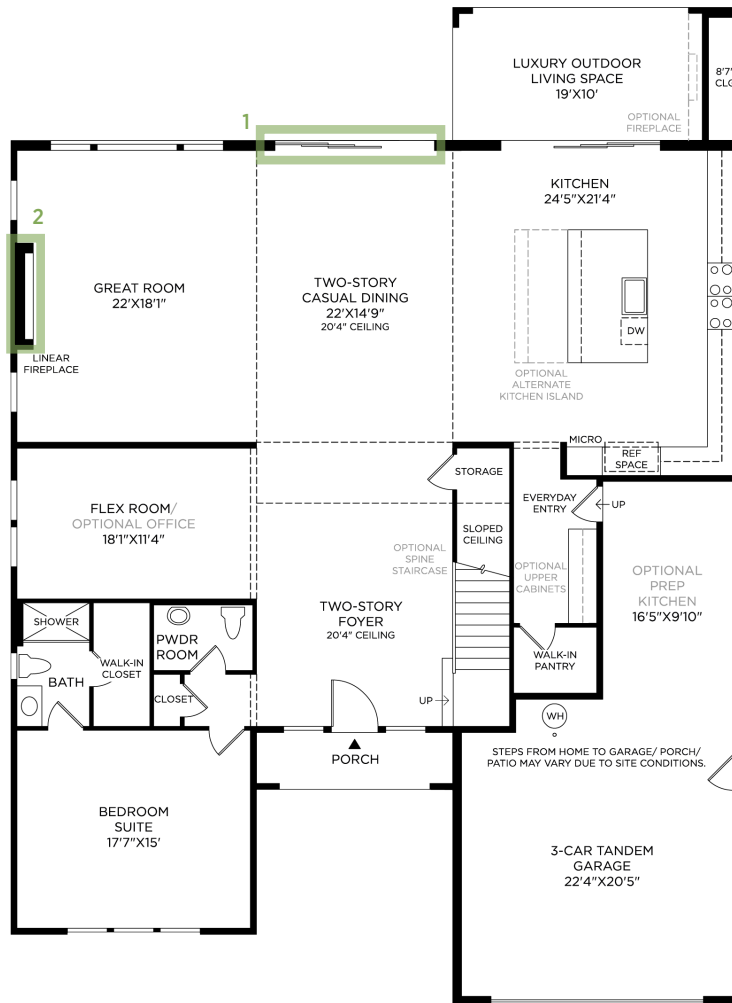 LUXURY OUTDOOR
LIVING SPACE
19'X10'
OPTIONAL
FIREPLACE
8'7"
1
KITCHEN
24'5"X21'4"
2
GREAT ROOM
22'X18'1"
TWO-STORY
CASUAL DINING
22'X14'9"
20'4" CEILING
DW
LINEAR
FIREPLACE
OPTIONAL
ALTERNATE
KITCHEN ISLAND
MICRO
REF
SPACE
STORAGE
FLEX ROOM/
OPTIONAL OFFICE
18'1"X11'4"
EVERYDAY
ENTRY
UP
SLOPED
CEILING
OPTIONAL
SPINE
STAIRCASE
OPTIONAL
UPPER
CABINETS
OPTIONAL
PREP
KITCHEN
16'5"X9'10"
SHOWER
PWDR
ROOM
TWO-STORY
FOYER
20'4" CEILING
WALK-IN
CLOSET
BATH
WALK-IN
PANTRY
CLOSET
UP
WH
PORCH
STEPS FROM HOME TO GARAGE/ PORCH/
PATIO MAY VARY DUE TO SITE CONDITIONS.
BEDROOM
SUITE
17'7"X15'
3-CAR TANDEM
GARAGE
22'4"X20'5"